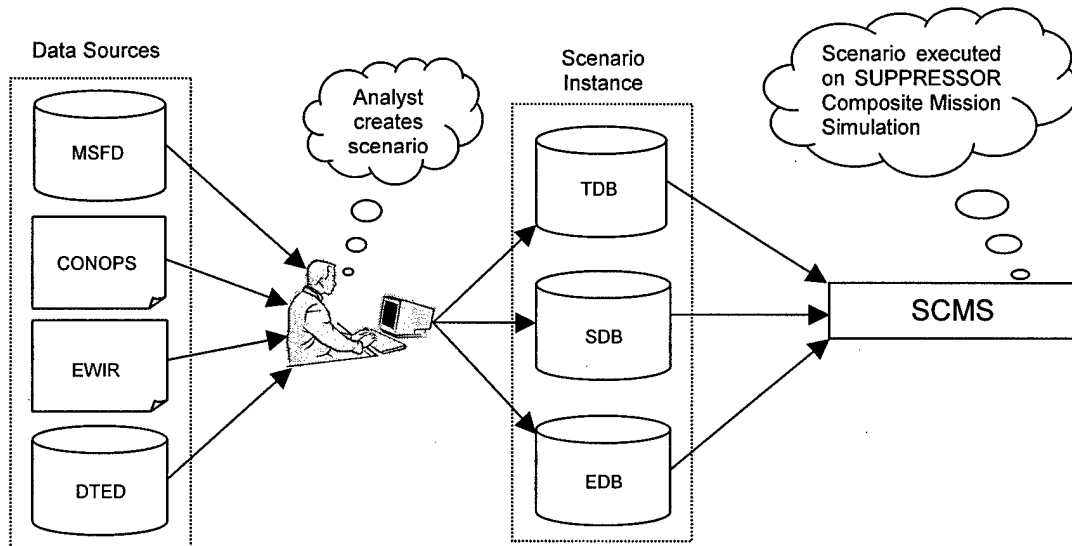 Data Sources
MSFD
CONOPS
EWIR
DTED
Analyst
creates
scenario
Scenario
Instance
TDB
SDB
EDB
Scenario executed
on SUPPRESSOR
Composite Mission
Simulation
SCMS